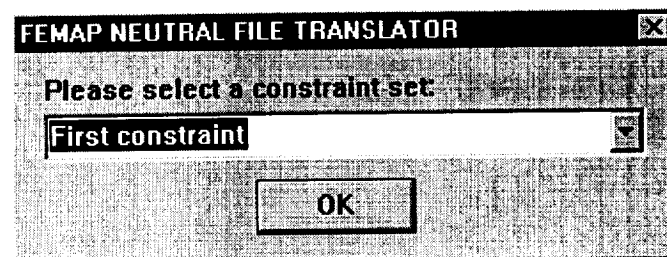 FEMAP NEUTRAL FILE TRANSLATOR
Please select a constraint set:
First constraint
OK